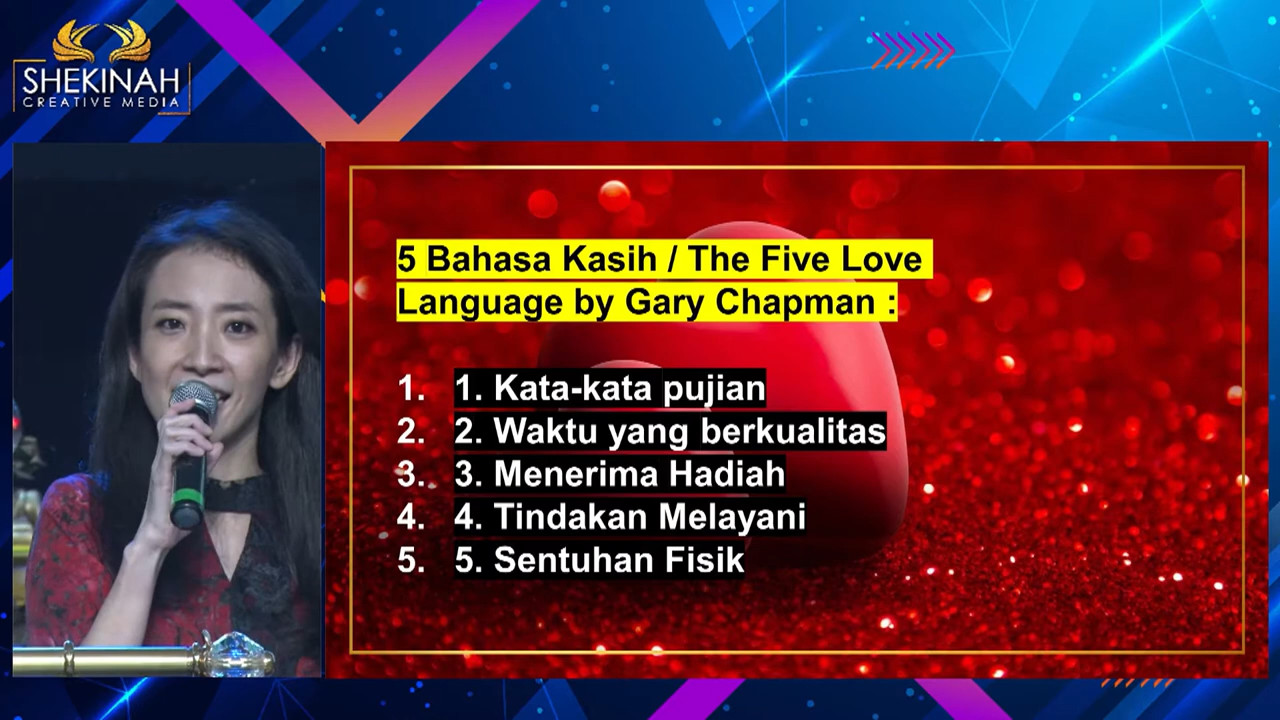 SHEKINAH
CREATIVE MEDIA
5 Bahasa Kasih / The Five Love
Language by Gary Chapman :
1. 1. Kata-kata pujian
2. 2. Waktu yang berkualitas
3. 3. Menerima Hadiah
4. 4. Tindakan Melayani
5. 5. Sentuhan Fisik